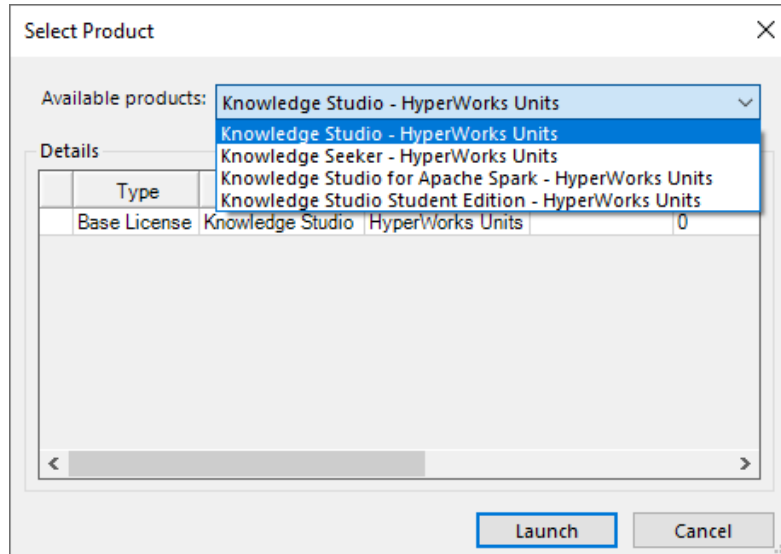 Select Product
Available products: Knowledge Studio - HyperWorks Units
Knowledge Studio - HyperWorks Units
Knowledge Seeker - HyperWorks Units
Knowledge Studio for Apache Spark - HyperWorks Units
Knowledge Studio Student Edition - HyperWorks Units
Details
Type
Base License Knowledge Studio HyperWorks Units 0
Launch Cancel